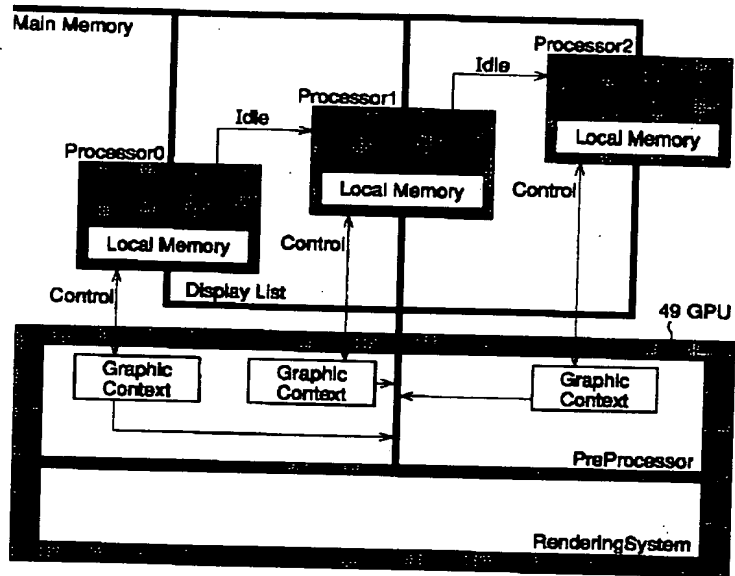 Main Memory
Processor2
Idle
Processor1
Idle
Local Memory
Processor0
Local Memory
Control
Local Memory
Control
Control
Display List
49 GPU
Graphic
Context
Graphic
Context
Graphic
Context
PreProcessor
RenderingSystem